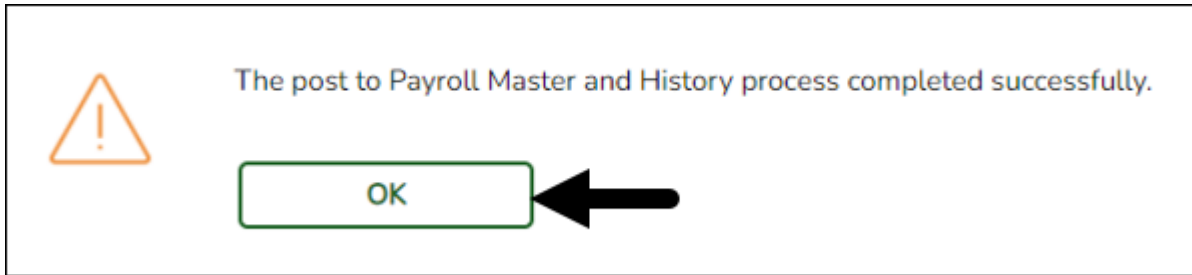 The post to Payroll Master and History process completed successfully.
OK